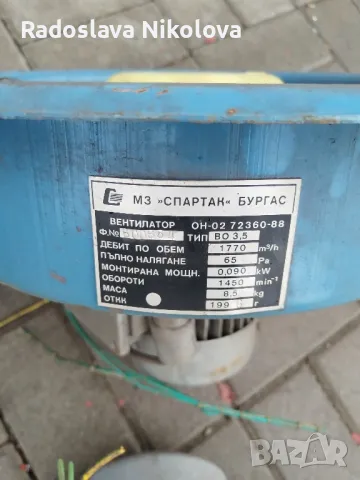 Radoslava Nikolova
МЗ "СПАРТАК" БУРГАС
ВЕНТИЛАТОР ОН-02 72360-88
Ф.№ ТИП ВО 3,5
ДЕБИТ ПО ОБЕМ 1770 m³/h
ПЪЛНО НАЛЯГАНЕ 65 Pa
МОНТИРАНА МОЩН. 0,090 kW
ОБОРОТИ 1450 min⁻¹
МАСА 8,5 kg
ОТКК 199 г
BAZAR